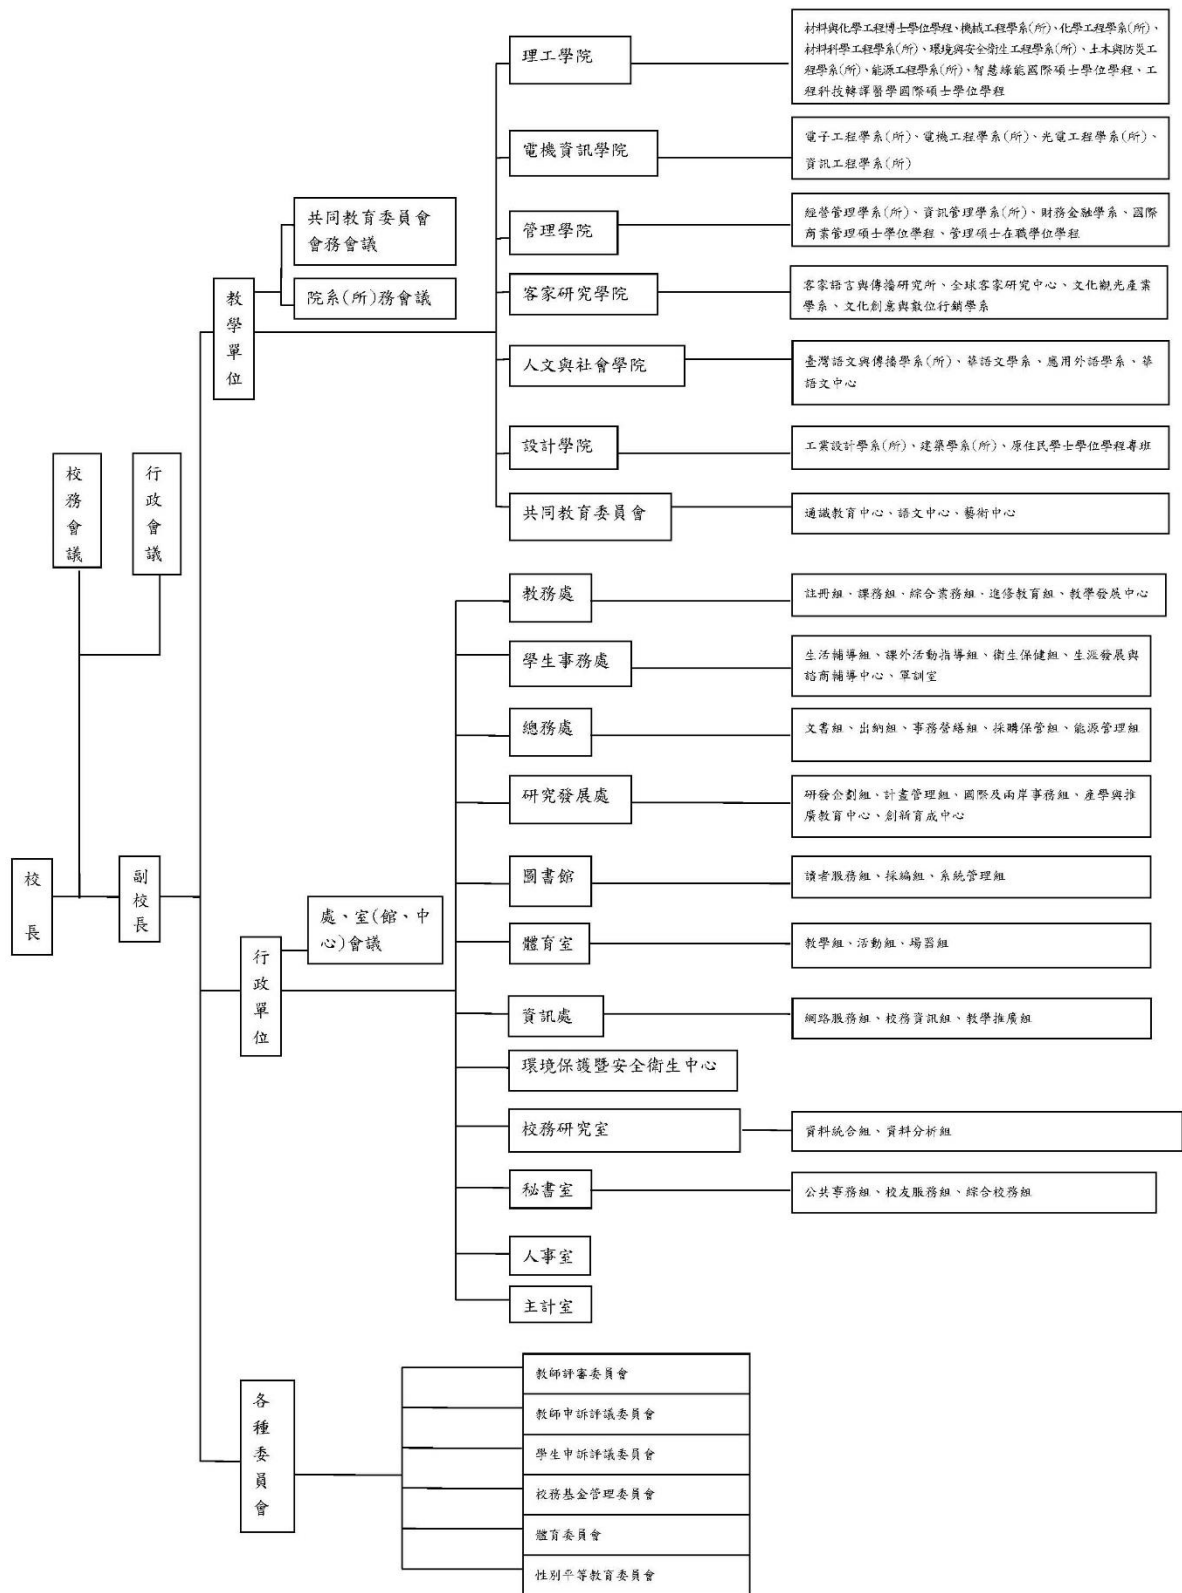 校長
副校長
校務會議
行政會議
教學單位
共同教育委員會
會務會議
院系(所)務會議
理工學院
材料與化學工程博士學位學程、機械工程學系(所)、化學工程學系(所)、
材料科學工程學系(所)、環境與安全衛生工程學系(所)、土木與防災工
程學系(所)、能源工程學系(所)、智慧綠能國際碩士學位學程、工
程科技轉譯醫學國際碩士學位學程
電機資訊學院
電子工程學系(所)、電機工程學系(所)、光電工程學系(所)、
資訊工程學系(所)
管理學院
經營管理學系(所)、資訊管理學系(所)、財務金融學系、國際
商業管理碩士學位學程、管理碩士在職學位學程
客家研究學院
客家語言與傳播研究所、全球客家研究中心、文化觀光產業
學系、文化創意與數位行銷學系
人文與社會學院
臺灣語文與傳播學系(所)、華語文學系、應用外語學系、華
語文中心
設計學院
工業設計學系(所)、建築學系(所)、原住民學士學位學程專班
共同教育委員會
通識教育中心、語文中心、藝術中心
行政單位
處、室(館、中
心)會議
教務處
註冊組、課務組、綜合業務組、進修教育組、教學發展中心
學生事務處
生活輔導組、課外活動指導組、衛生保健組、生涯發展與
諮商輔導中心、軍訓室
總務處
文書組、出納組、事務營繕組、採購保管組、能源管理組
研究發展處
研發企劃組、計畫管理組、國際及兩岸事務組、產學與推
廣教育中心、創新育成中心
圖書館
讀者服務組、採編組、系統管理組
體育室
教學組、活動組、場器組
資訊處
網路服務組、校務資訊組、教學推廣組
環境保護暨安全衛生中心
校務研究室
資料統合組、資料分析組
秘書室
公共事務組、校友服務組、綜合校務組
人事室
主計室
各種委員會
教師評審委員會
教師申訴評議委員會
學生申訴評議委員會
校務基金管理委員會
體育委員會
性別平等教育委員會